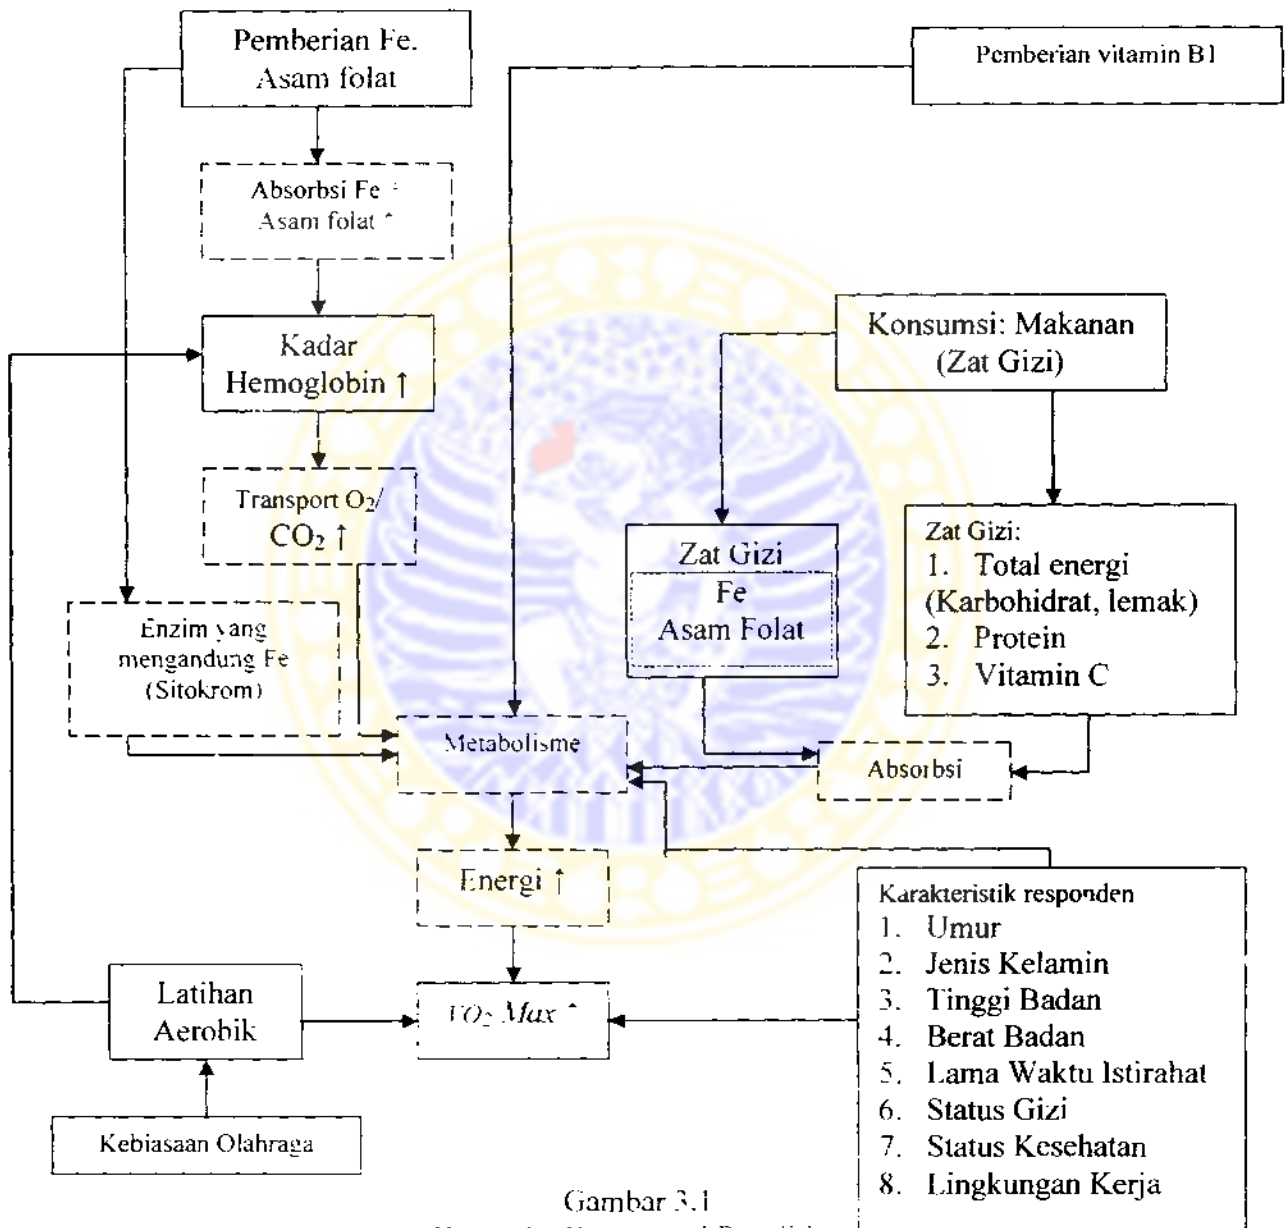 Pemberian Fe.
Asam folat
Pemberian vitamin B1
Absorbsi Fe
Asam folat ↑
Kadar
Hemoglobin ↑
Konsumsi: Makanan
(Zat Gizi)
Transport O₂/
CO₂ ↑
Zat Gizi
Fe
Asam Folat
Zat Gizi:
1. Total energi
(Karbohidrat, lemak)
2. Protein
3. Vitamin C
Enzim yang
mengandung Fe
(Sitokrom)
Metabolisme
Absorbsi
Energi ↑
Karakteristik responden
1. Umur
2. Jenis Kelamin
3. Tinggi Badan
4. Berat Badan
5. Lama Waktu Istirahat
6. Status Gizi
7. Status Kesehatan
8. Lingkungan Kerja
Latihan
Aerobik
VO₂ Max ↑
Kebiasaan Olahraga
Gambar 3.1